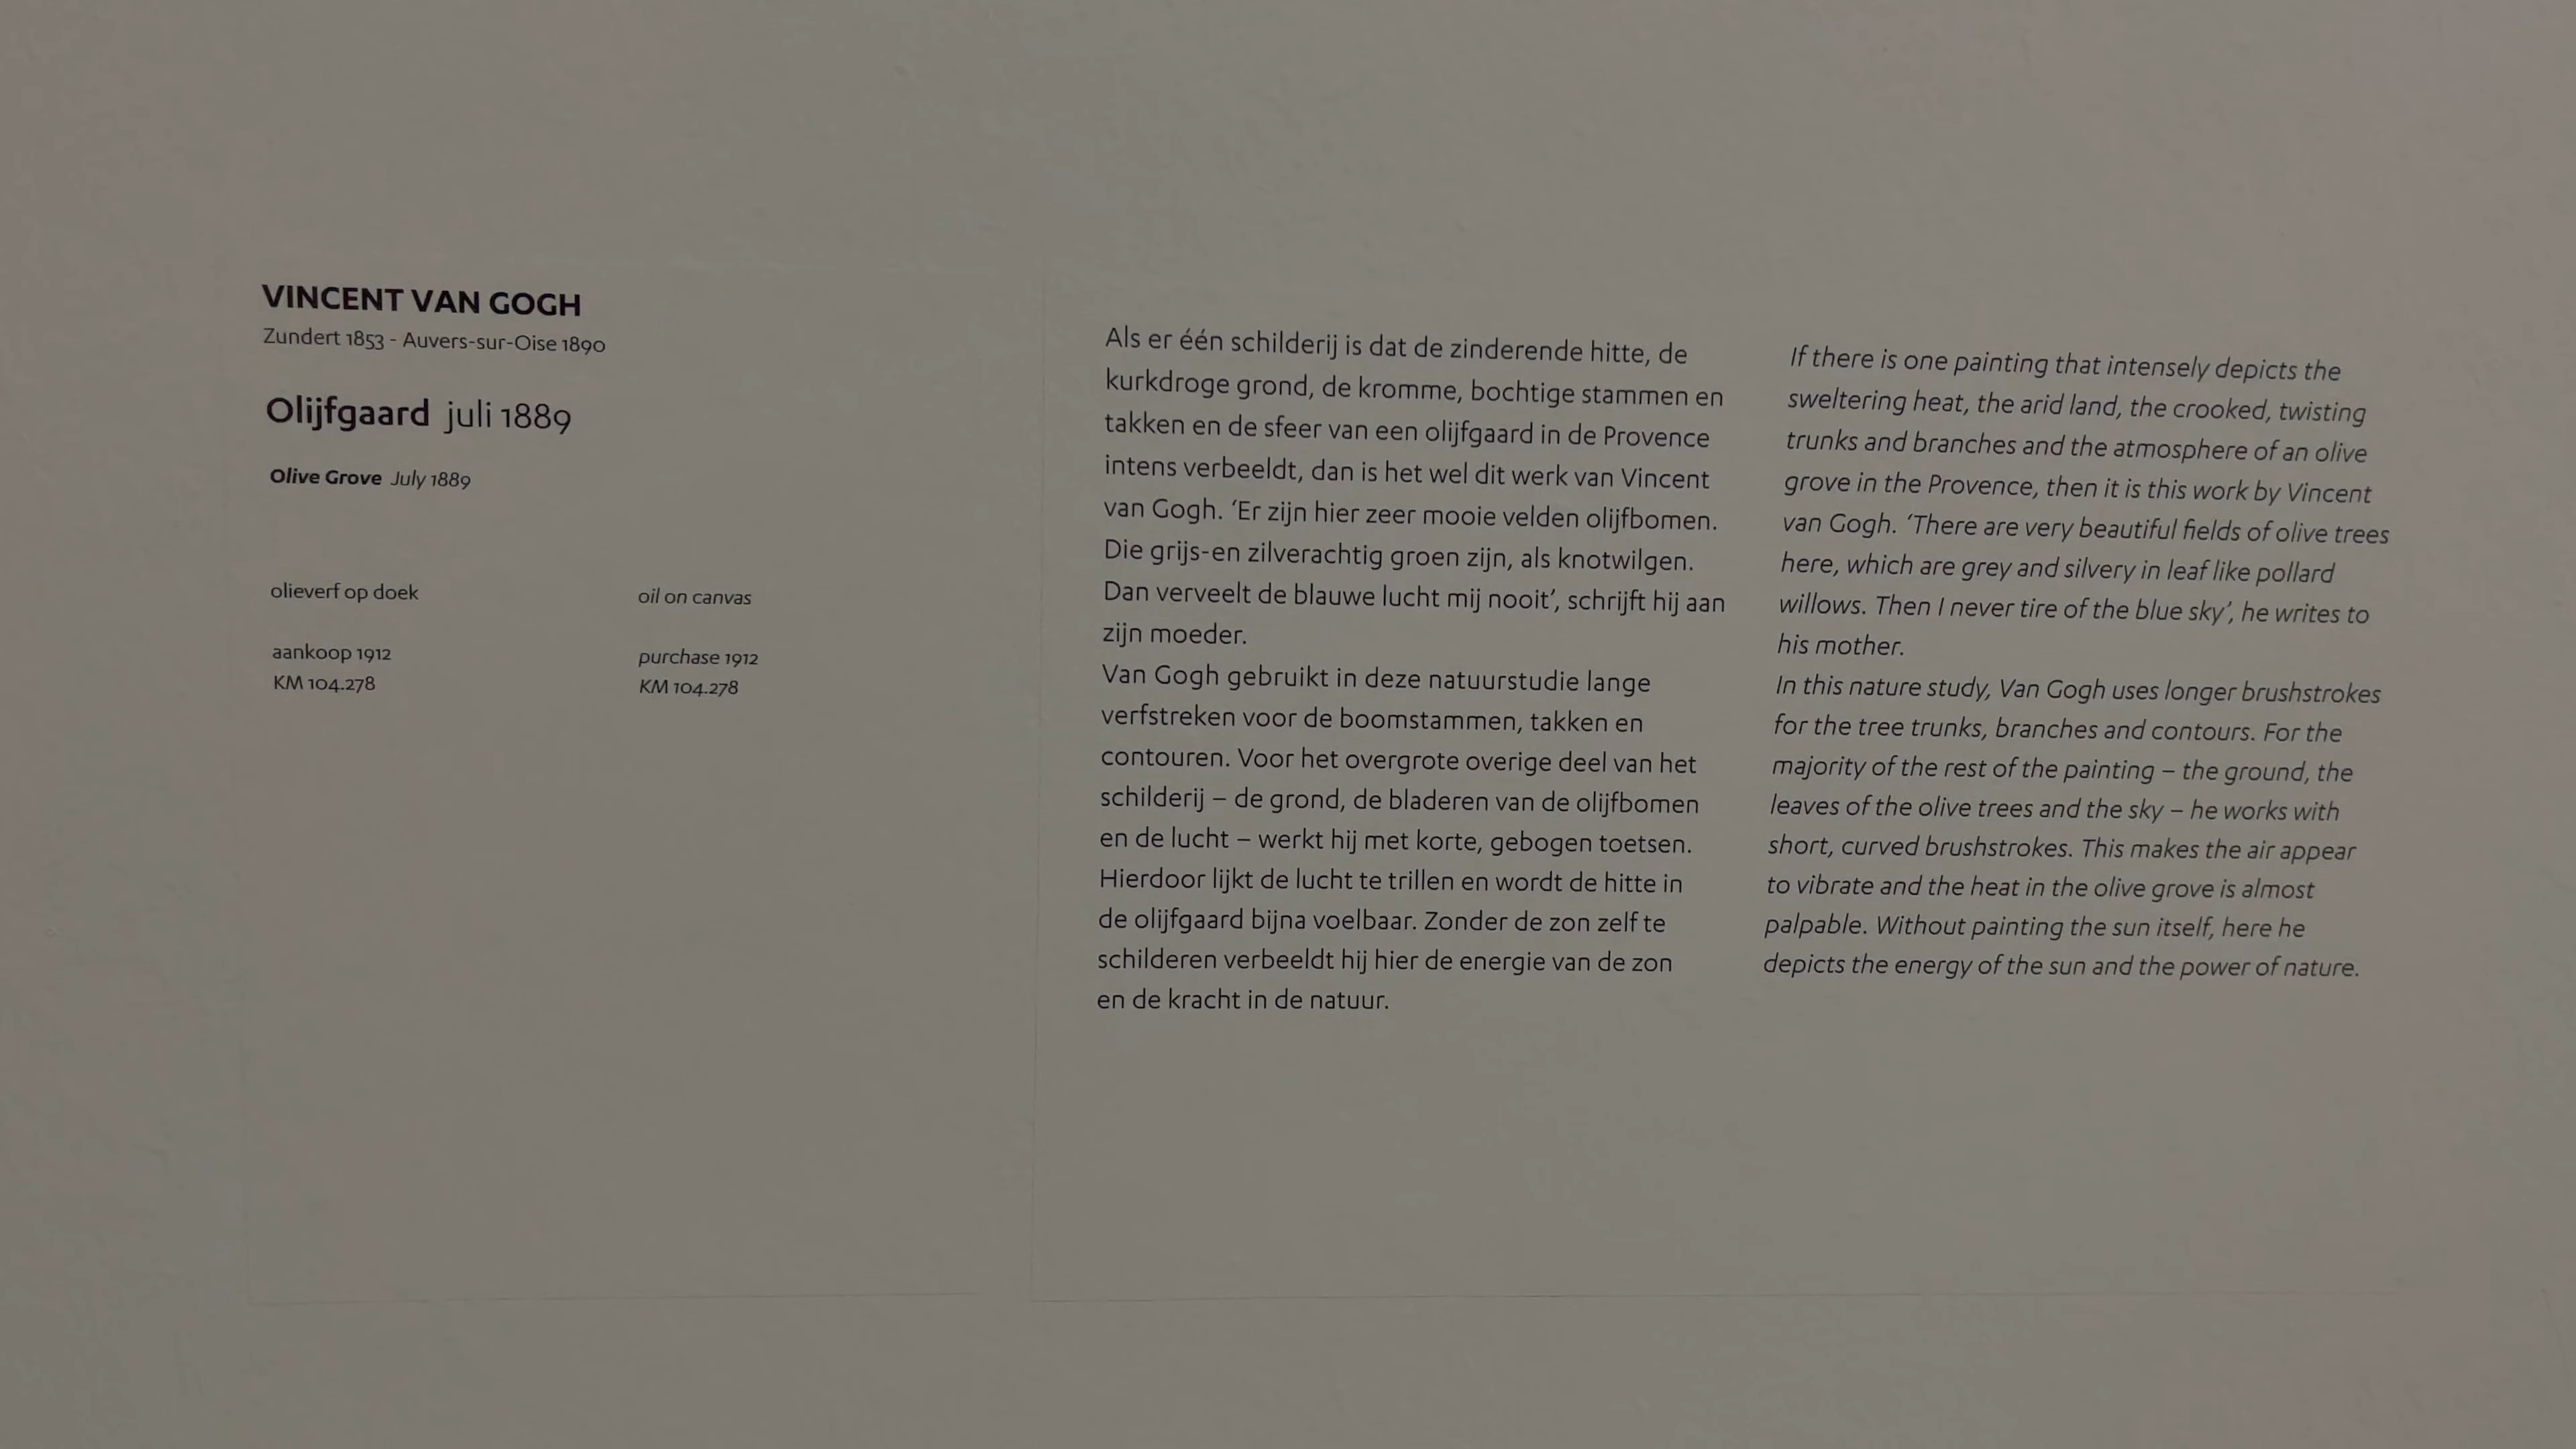 VINCENT VAN GOGH
Zundert 1853 - Auvers-sur-Oise 1890
Olijfgaard juli 1889
Olive Grove July 1889
olieverf op doek
aankoop 1912
KM 104.278
oil on canvas
purchase 1912
KM 104.278
Als er één schilderij is dat de zinderende hitte, de
kurkdroge grond, de kromme, bochtige stammen en
takken en de sfeer van een olijfgaard in de Provence
intens verbeeldt, dan is het wel dit werk van Vincent
van Gogh. ‘Er zijn hier zeer mooie velden olijfbomen.
Die grijs-en zilverachtig groen zijn, als knotwilgen.
Dan verveelt de blauwe lucht mij nooit’, schrijft hij aan
zijn moeder.
Van Gogh gebruikt in deze natuurstudie lange
verfstreken voor de boomstammen, takken en
contouren. Voor het overgrote overige deel van het
schilderij – de grond, de bladeren van de olijfbomen
en de lucht – werkt hij met korte, gebogen toetsen.
Hierdoor lijkt de lucht te trillen en wordt de hitte in
de olijfgaard bijna voelbaar. Zonder de zon zelf te
schilderen verbeeldt hij hier de energie van de zon
en de kracht in de natuur.
If there is one painting that intensely depicts the
sweltering heat, the arid land, the crooked, twisting
trunks and branches and the atmosphere of an olive
grove in the Provence, then it is this work by Vincent
van Gogh. ‘There are very beautiful fields of olive trees
here, which are grey and silvery in leaf like pollard
willows. Then I never tire of the blue sky’, he writes to
his mother.
In this nature study, Van Gogh uses longer brushstrokes
for the tree trunks, branches and contours. For the
majority of the rest of the painting – the ground, the
leaves of the olive trees and the sky – he works with
short, curved brushstrokes. This makes the air appear
to vibrate and the heat in the olive grove is almost
palpable. Without painting the sun itself, here he
depicts the energy of the sun and the power of nature.